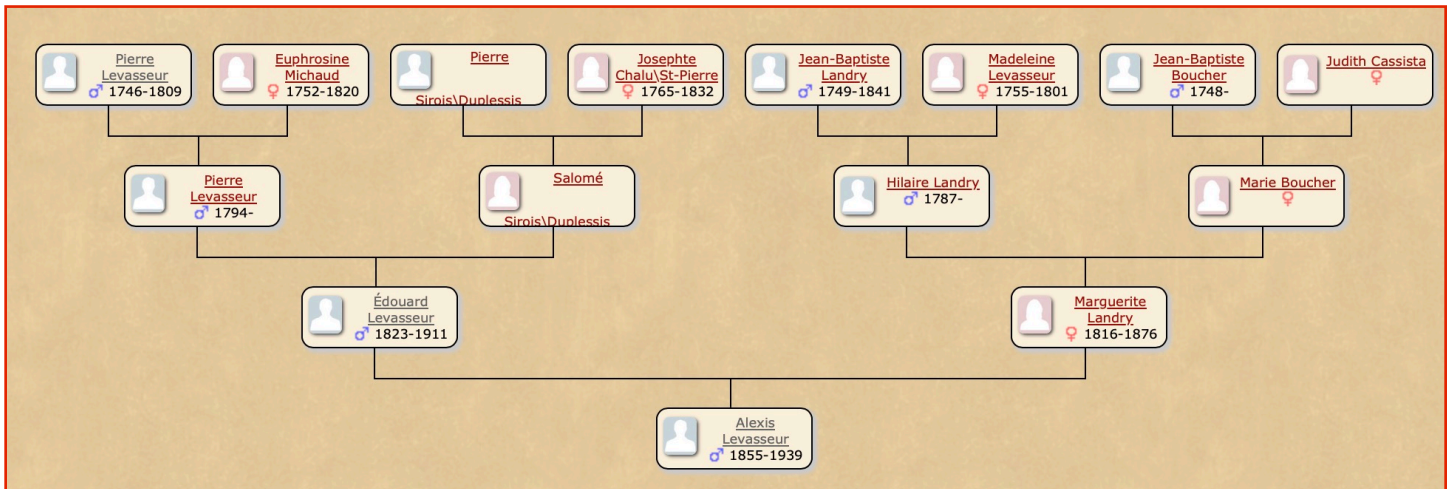 Pierre
Levasseur
♂ 1746-1809
Euphrosine
Michaud
♀ 1752-1820
Pierre
Sirois\Duplessis
Josephte
Chalu\St-Pierre
♀ 1765-1832
Jean-Baptiste
Landry
♂ 1749-1841
Madeleine
Levasseur
♀ 1755-1801
Jean-Baptiste
Boucher
♂ 1748-
Judith Cassista
♀
Pierre
Levasseur
♂ 1794-
Salomé
Sirois\Duplessis
Hilaire Landry
♂ 1787-
Marie Boucher
♀
Édouard
Levasseur
♂ 1823-1911
Marguerite
Landry
♀ 1816-1876
Alexis
Levasseur
♂ 1855-1939